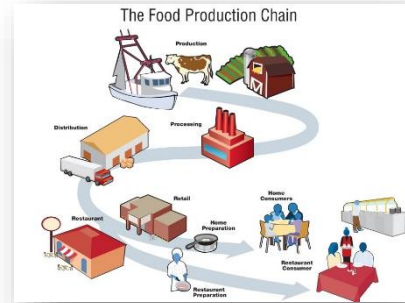 The Food Production Chain
Production
Processing
Distribution
Retail
Home
Preparation
Home
Consumers
Restaurant
Restaurant
Preparation
Restaurant
Consumer